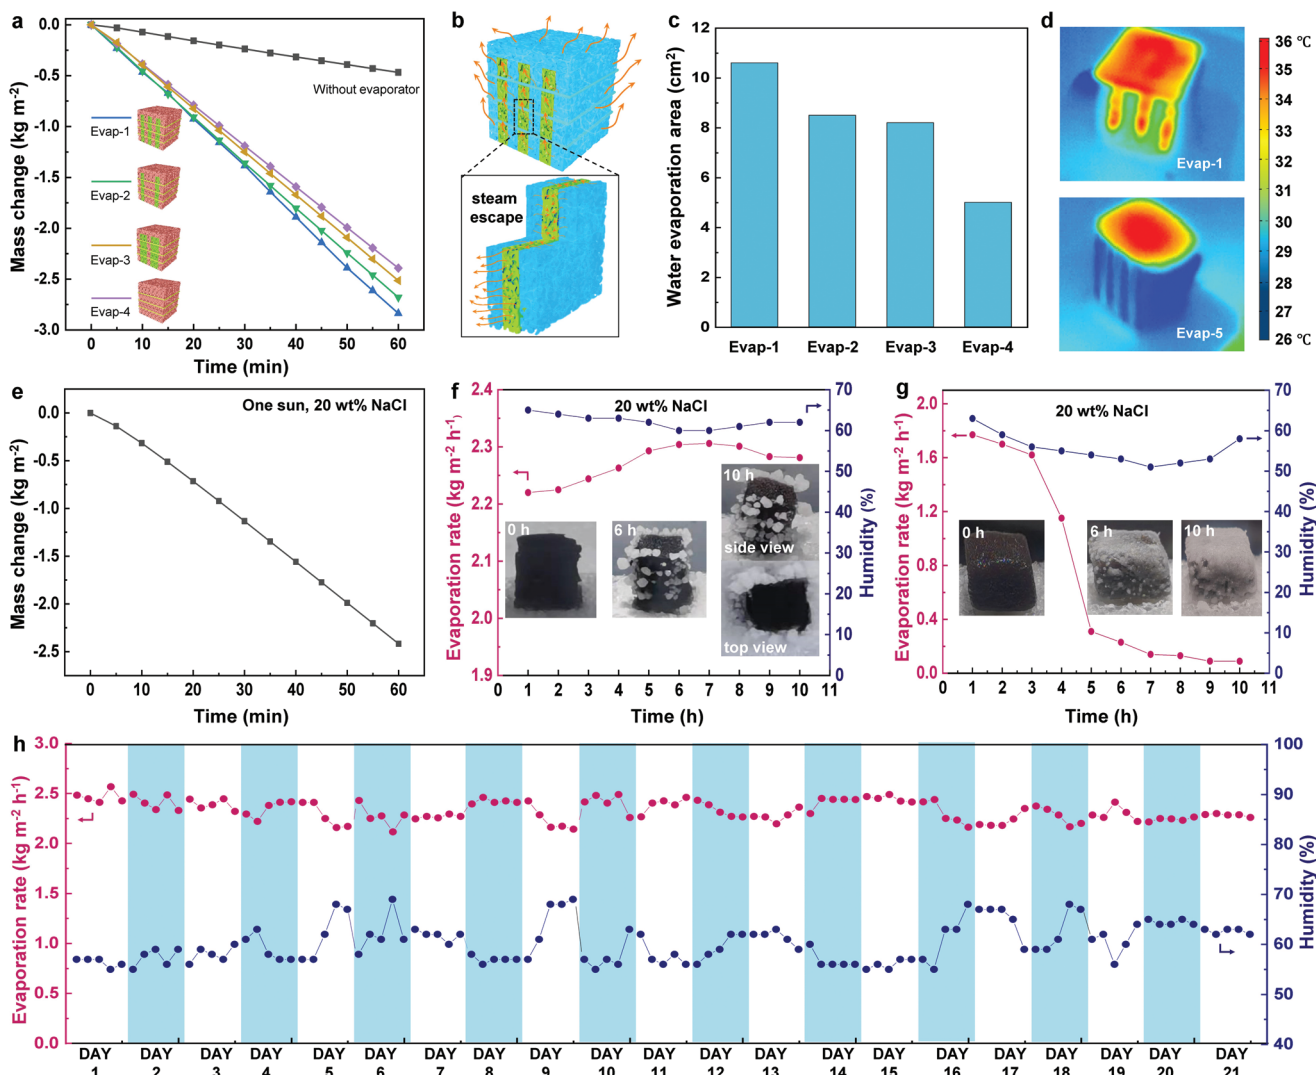 a
0.0
-0.5
-1.0
-1.5
-2.0
-2.5
-3.0
Mass change (kg m-2)
Without evaporator
Evap-1
Evap-2
Evap-3
Evap-4
0 10 20 30 40 50 60
Time (min)
b
steam
escape
c
12
10
8
6
4
2
0
Water evaporation area (cm2)
Evap-1 Evap-2 Evap-3 Evap-4
d
Evap-1
Evap-5
36 ℃
35
34
33
32
31
30
29
28
27
26 ℃
e
One sun, 20 wt% NaCl
0.0
-0.5
-1.0
-1.5
-2.0
-2.5
Mass change (kg m-2)
0 10 20 30 40 50 60
Time (min)
f
20 wt% NaCl
2.4
2.3
2.2
2.1
2.0
1.9
Evaporation rate (kg m-2 h-1)
0 h
6 h
10 h
side view
top view
70
60
50
40
30
20
10
0
Humidity (%)
0 1 2 3 4 5 6 7 8 9 10 11
Time (h)
g
20 wt% NaCl
2.0
1.6
1.2
0.8
0.4
0.0
Evaporation rate (kg m-2 h-1)
0 h
6 h
10 h
70
60
50
40
30
20
10
0
Humidity (%)
0 1 2 3 4 5 6 7 8 9 10 11
Time (h)
h
3.0
2.5
2.0
1.5
1.0
0.5
0.0
Evaporation rate (kg m-2 h-1)
100
90
80
70
60
50
40
Humidity (%)
DAY DAY DAY DAY DAY DAY DAY DAY DAY DAY DAY DAY DAY DAY DAY DAY DAY DAY DAY DAY DAY
1 2 3 4 5 6 7 8 9 10 11 12 13 14 15 16 17 18 19 20 21